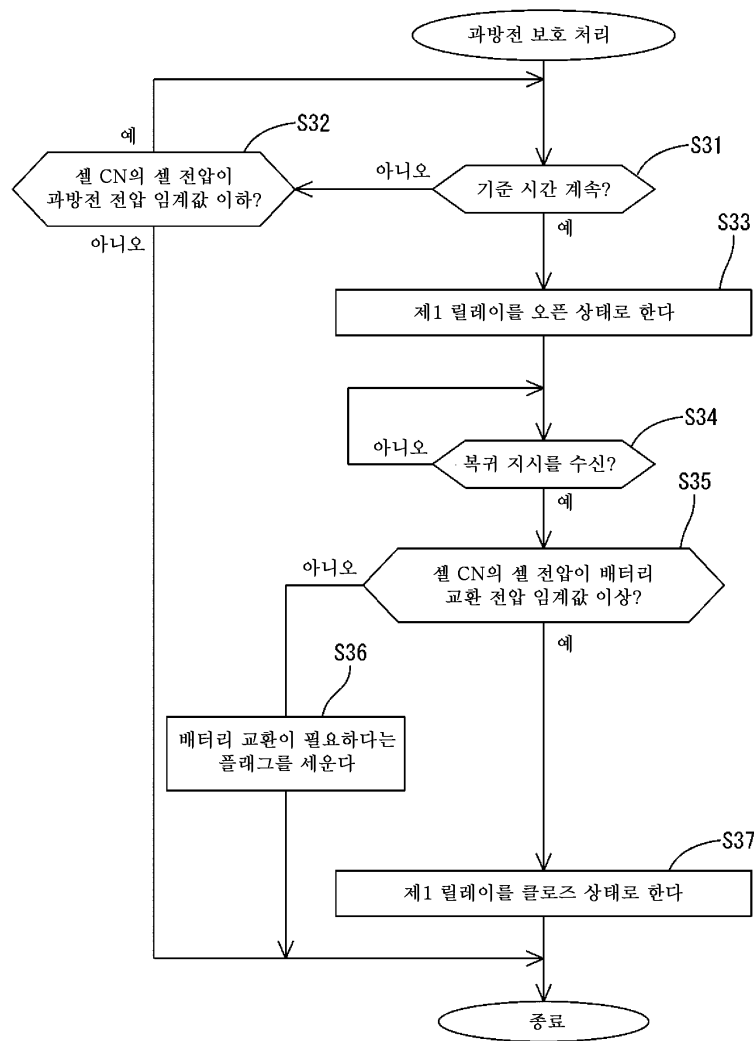 과방전 보호 처리
예
S32
셀 CN의 셀 전압이
과방전 전압 임계값 이하?
아니오
아니오
S31
기준 시간 계속?
예
S33
제1 릴레이를 오픈 상태로 한다
S34
아니오
복귀 지시를 수신?
예
S35
아니오
셀 CN의 셀 전압이 배터리
교환 전압 임계값 이상?
예
S36
배터리 교환이 필요하다는
플래그를 세운다
S37
제1 릴레이를 클로즈 상태로 한다
종료